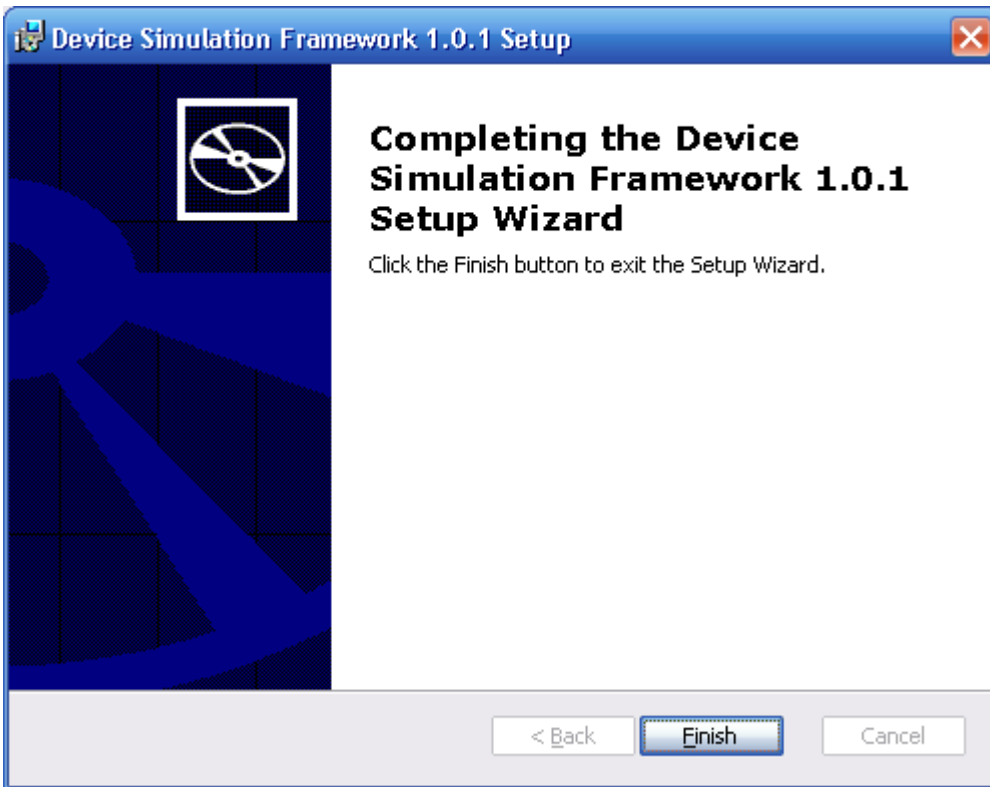 Device Simulation Framework 1.0.1 Setup
Completing the Device
Simulation Framework 1.0.1
Setup Wizard
Click the Finish button to exit the Setup Wizard.
< Back
Finish
Cancel